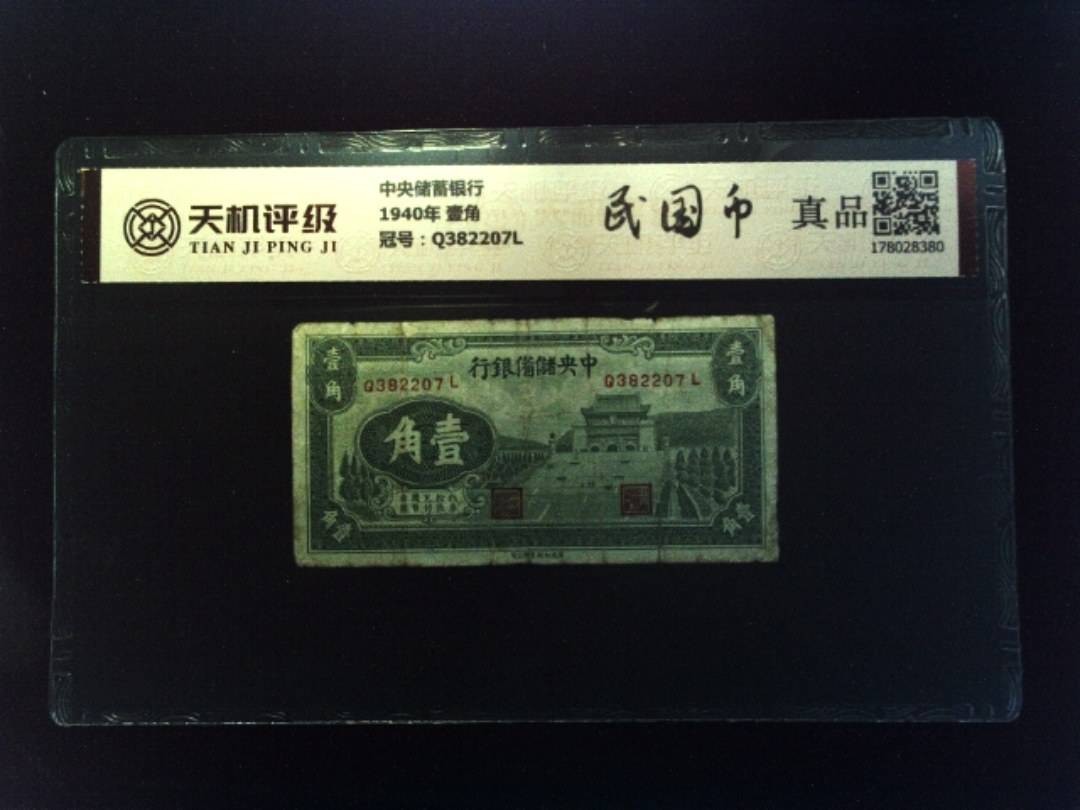 天机评级
TIAN JI PING JI
中央储蓄银行
1940年 壹角
冠号：Q382207L
民国币
真品
178028380
壹角
行銀備儲央中
壹角
Q382207 L
Q382207 L
角壹